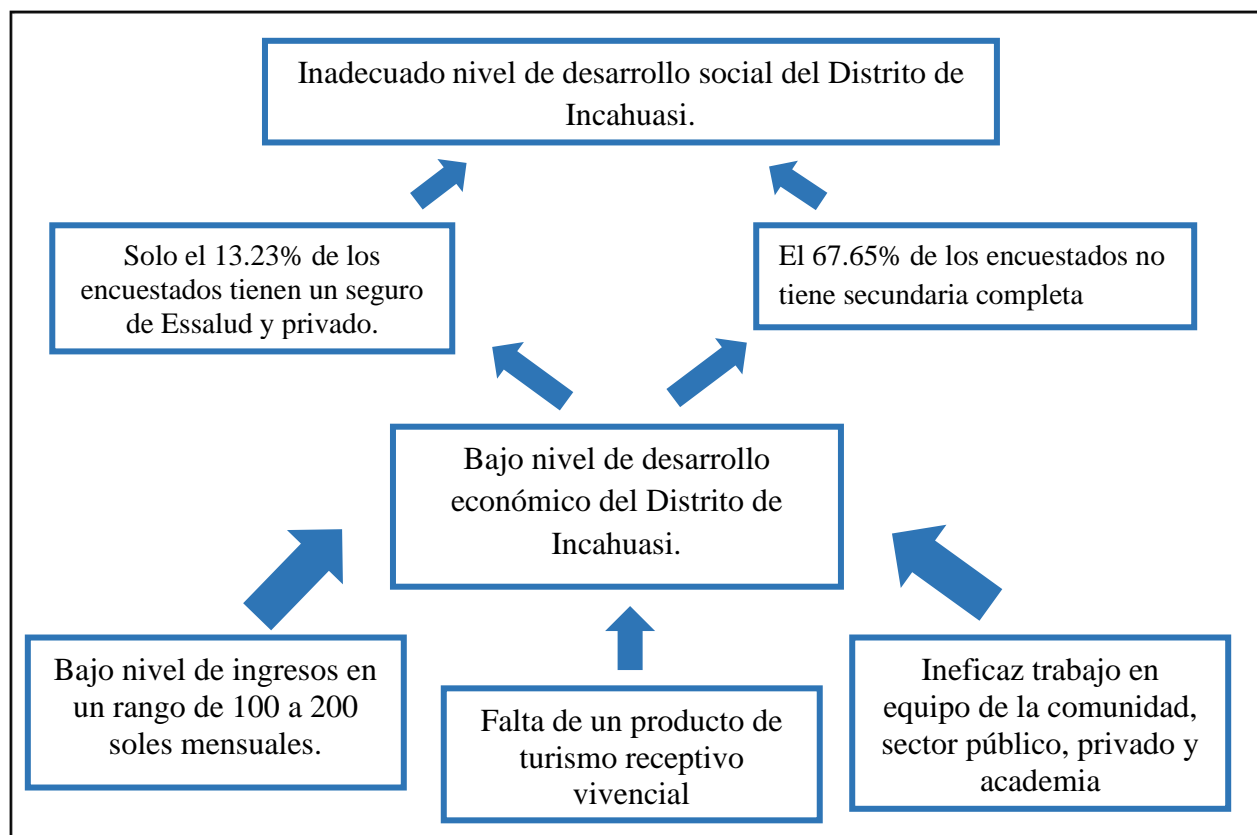 Inadecuado nivel de desarrollo social del Distrito de
Incahuasi.
Solo el 13.23% de los
encuestados tienen un seguro
de Essalud y privado.
El 67.65% de los encuestados no
tiene secundaria completa
Bajo nivel de desarrollo
económico del Distrito de
Incahuasi.
Bajo nivel de ingresos en
un rango de 100 a 200
soles mensuales.
Falta de un producto de
turismo receptivo
vivencial
Ineficaz trabajo en
equipo de la comunidad,
sector público, privado y
academia